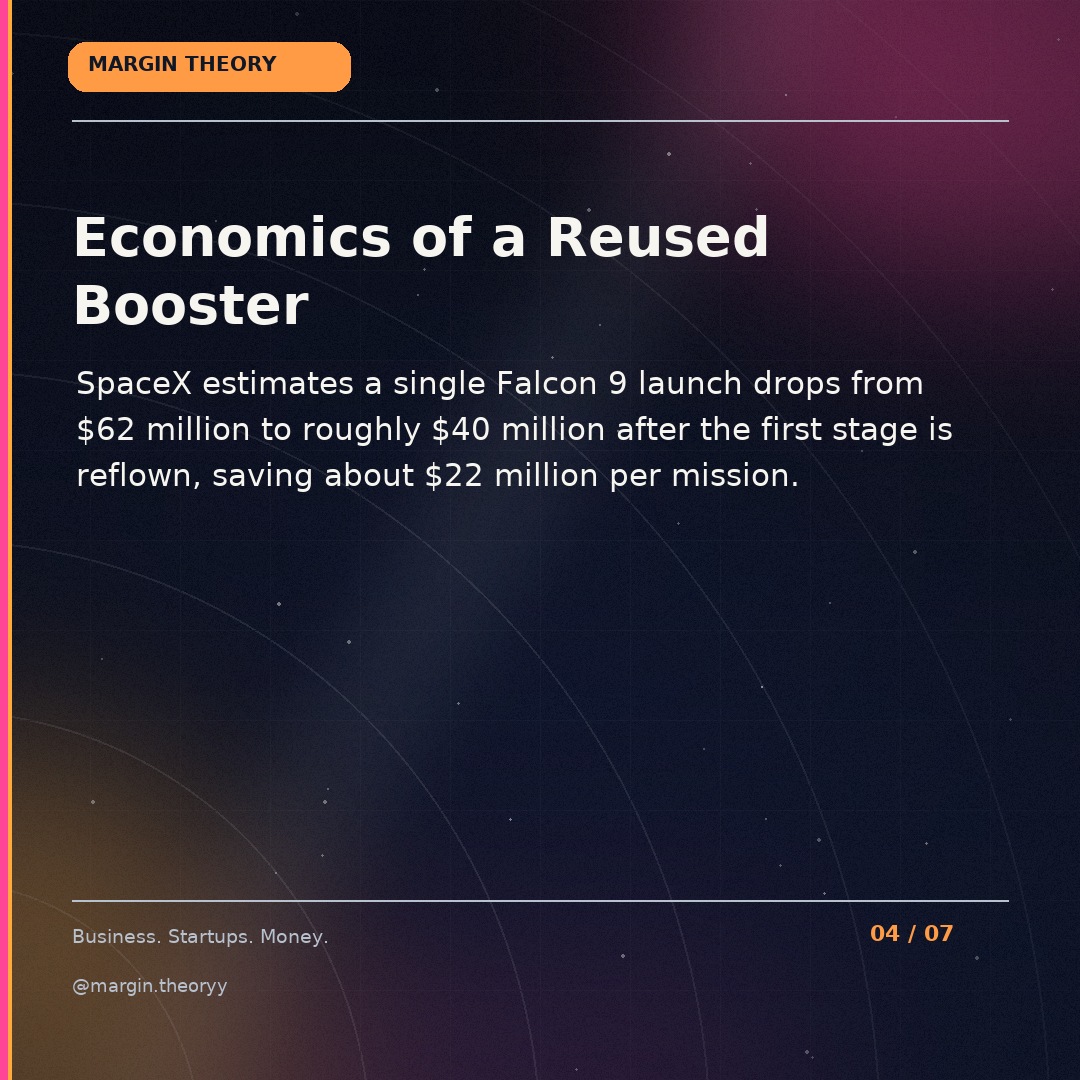 MARGIN THEORY
Economics of a Reused
Booster
SpaceX estimates a single Falcon 9 launch drops from
$62 million to roughly $40 million after the first stage is
reflown, saving about $22 million per mission.
Business. Startups. Money.
04 / 07
@margin.theoryy